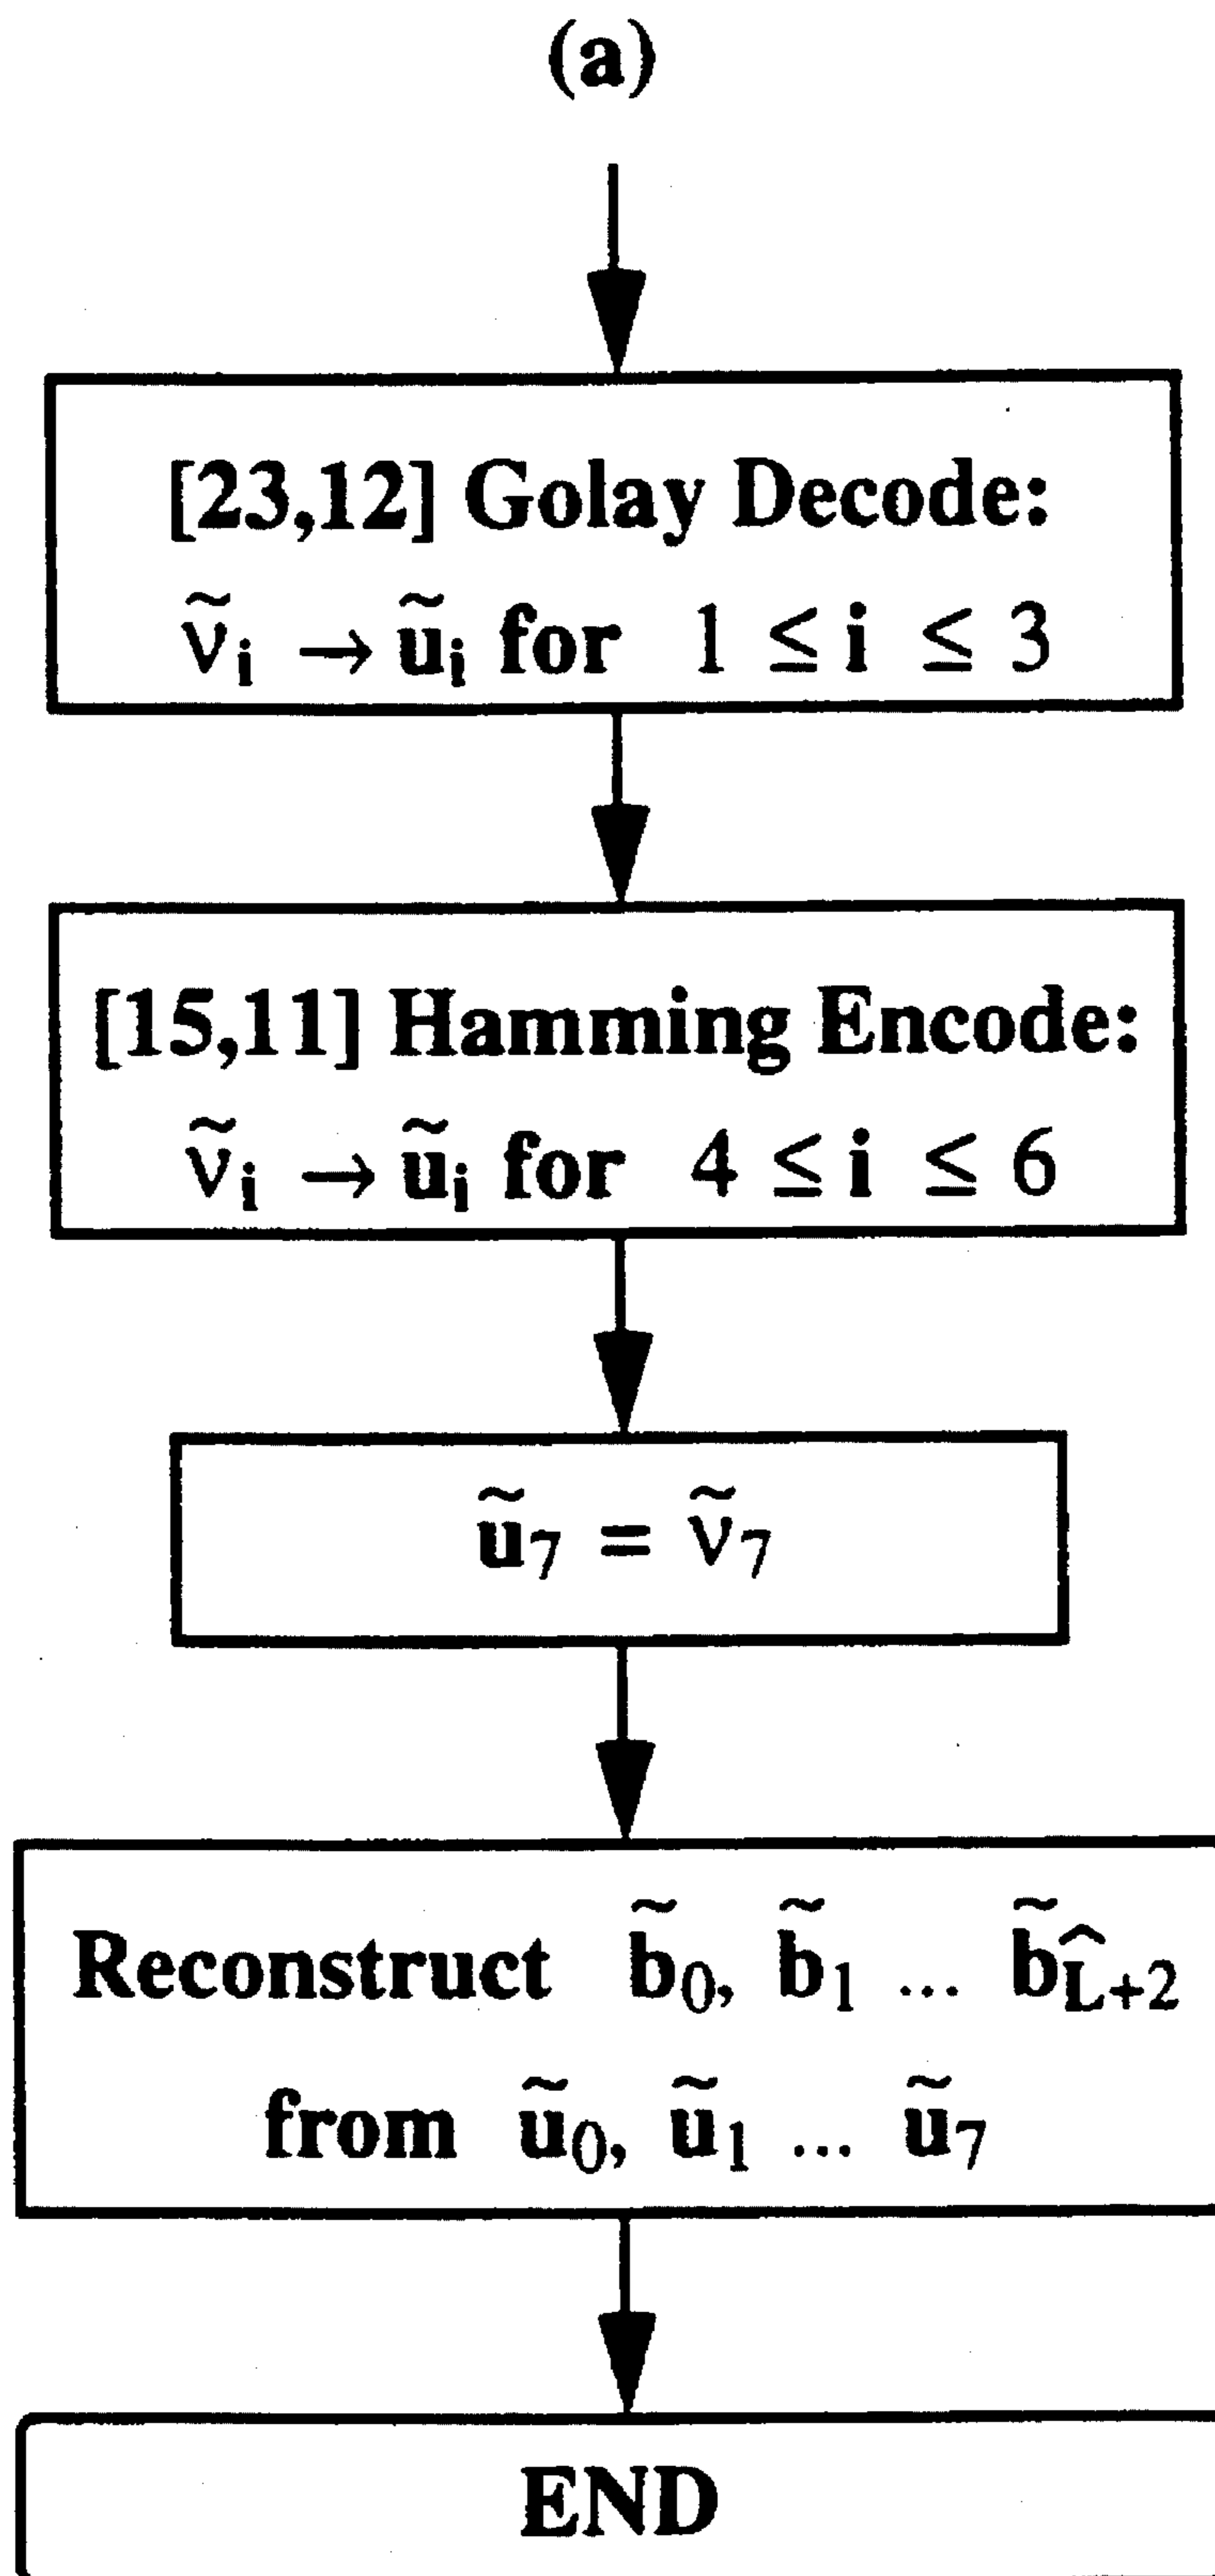 (a)
[23,12] Golay Decode:
ṽᵢ → ũᵢ for 1 ≤ i ≤ 3
[15,11] Hamming Encode:
ṽᵢ → ũᵢ for 4 ≤ i ≤ 6
ũ₇ = ṽ₇
Reconstruct b̃₀, b̃₁ ... b̃_L̂+2
from ũ₀, ũ₁ ... ũ₇
END